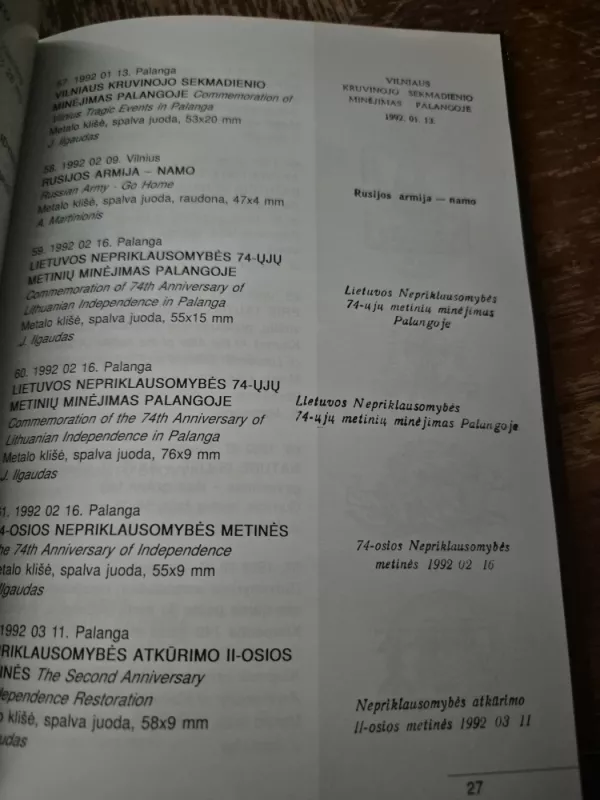 57. 1992 01 13. Palanga
VILNIAUS KRUVINOJO SEKMADIENIO
MINĖJIMAS PALANGOJE Commemoration of
Vilnius Tragic Events in Palanga
Metalo klišė, spalva juoda, 53x20 mm
J. Ilgaudas
VILNIAUS
KRUVINOJO SEKMADIENIO
MINĖJIMAS PALANGOJE
1992. 01. 13.
58. 1992 02 09. Vilnius
RUSIJOS ARMIJA – NAMO
Russian Army - Go Home
Metalo klišė, spalva juoda, raudona, 47x4 mm
A. Martinionis
Rusijos armija — namo
59. 1992 02 16. Palanga
LIETUVOS NEPRIKLAUSOMYBĖS 74-ŲJŲ
METINIŲ MINĖJIMAS PALANGOJE
Commemoration of 74th Anniversary of
Lithuanian Independence in Palanga
Metalo klišė, spalva juoda, 55x15 mm
J. Ilgaudas
Lietuvos Nepriklausomybės
74-ųjų metinių minėjimas
Palangoje
60. 1992 02 16. Palanga
LIETUVOS NEPRIKLAUSOMYBĖS 74-ŲJŲ
METINIŲ MINĖJIMAS PALANGOJE
Commemoration of the 74th Anniversary of
Lithuanian Independence in Palanga
Metalo klišė, spalva juoda, 76x9 mm
J. Ilgaudas
Lietuvos Nepriklausomybės
74-ųjų metinių minėjimas Palangoje
61. 1992 02 16. Palanga
74-OSIOS NEPRIKLAUSOMYBĖS METINĖS
The 74th Anniversary of Independence
Metalo klišė, spalva juoda, 55x9 mm
Ilgaudas
74-osios Nepriklausomybės
metinės 1992 02 16
1992 03 11. Palanga
PRIKLAUSOMYBĖS ATKŪRIMO II-OSIOS
INĖS The Second Anniversary
dependence Restoration
lo klišė, spalva juoda, 58x9 mm
udas
Nepriklausomybės atkūrimo
II-osios metinės 1992 03 11
27